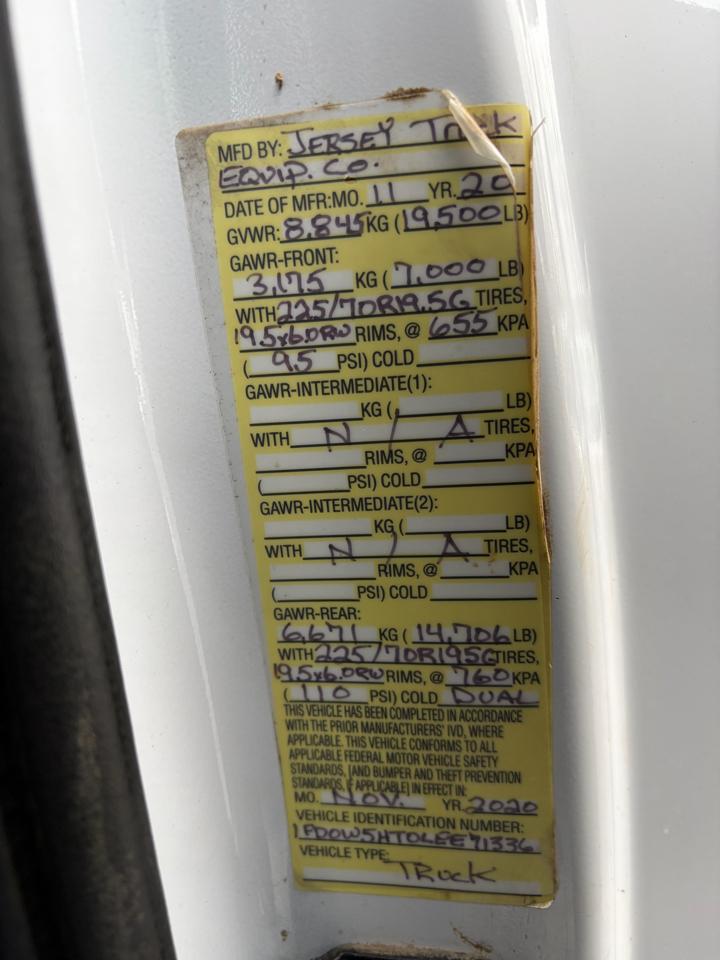 MFD BY: JERSEY Truck
EQUIP. CO.
DATE OF MFR:MO. 11 YR. 20
GVWR: 8,845 KG (19,500 LB)
GAWR-FRONT:
3,175 KG (7,000 LB)
WITH 225/70R19.5G TIRES,
19.5x6.0RW RIMS, @ 655 KPA
( 95 PSI) COLD
GAWR-INTERMEDIATE(1):
KG ( LB)
WITH N / A TIRES,
RIMS, @ KPA
( PSI) COLD
GAWR-INTERMEDIATE(2):
KG ( LB)
WITH N / A TIRES,
RIMS, @ KPA
( PSI) COLD
GAWR-REAR:
6,671 KG ( 14,706 LB)
WITH 225/70R19.5G TIRES,
19.5x6.0RW RIMS, @ 760 KPA
( 110 PSI) COLD DUAL
THIS VEHICLE HAS BEEN COMPLETED IN ACCORDANCE
WITH THE PRIOR MANUFACTURERS' IVD, WHERE
APPLICABLE. THIS VEHICLE CONFORMS TO ALL
APPLICABLE FEDERAL MOTOR VEHICLE SAFETY
STANDARDS, [AND BUMPER AND THEFT PREVENTION
STANDARDS, IF APPLICABLE] IN EFFECT IN:
MO. NOV. YR. 2020
VEHICLE IDENTIFICATION NUMBER:
1FD0W5HT0LEE71336
VEHICLE TYPE:
TRUCK